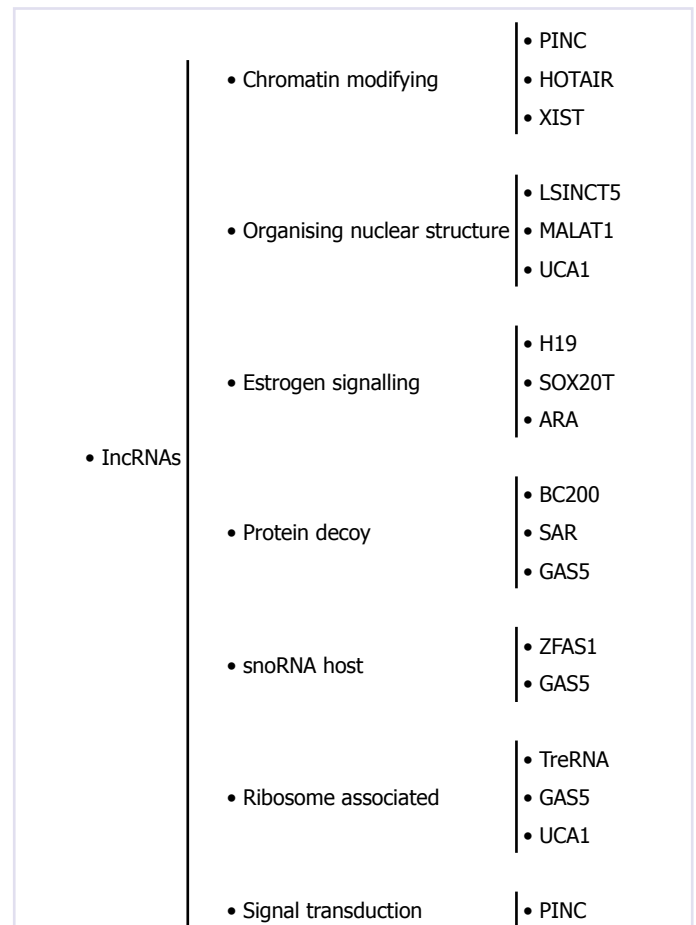 • lncRNAs
• Chromatin modifying
• PINC
• HOTAIR
• XIST
• Organising nuclear structure
• LSINCT5
• MALAT1
• UCA1
• Estrogen signalling
• H19
• SOX20T
• ARA
• Protein decoy
• BC200
• SAR
• GAS5
• snoRNA host
• ZFAS1
• GAS5
• Ribosome associated
• TreRNA
• GAS5
• UCA1
• Signal transduction
• PINC